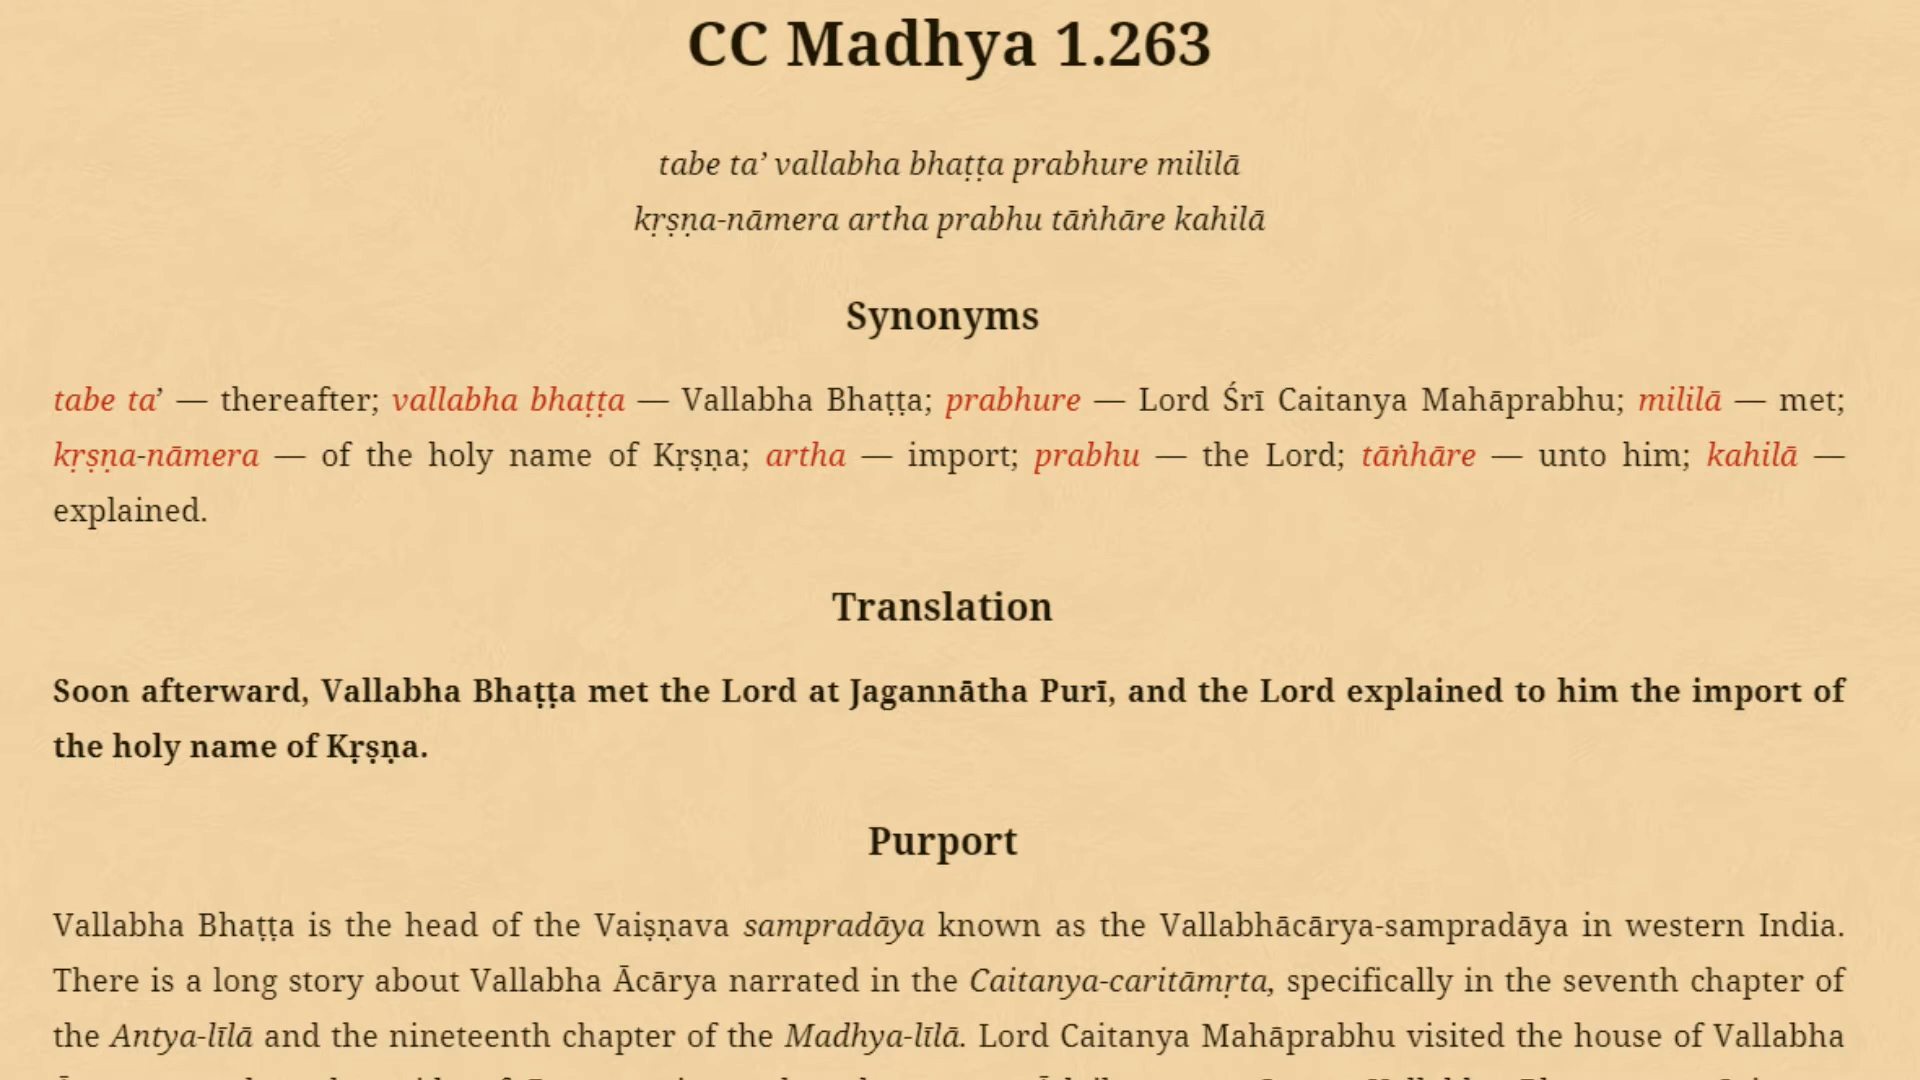 CC Madhya 1.263
tabe ta’ vallabha bhaṭṭa prabhure mililā
kṛṣṇa-nāmera artha prabhu tāṅhāre kahilā
Synonyms
tabe ta’ — thereafter; vallabha bhaṭṭa — Vallabha Bhaṭṭa; prabhure — Lord Śrī Caitanya Mahāprabhu; mililā — met;
kṛṣṇa-nāmera — of the holy name of Kṛṣṇa; artha — import; prabhu — the Lord; tāṅhāre — unto him; kahilā —
explained.
Translation
Soon afterward, Vallabha Bhaṭṭa met the Lord at Jagannātha Purī, and the Lord explained to him the import of
the holy name of Kṛṣṇa.
Purport
Vallabha Bhaṭṭa is the head of the Vaiṣṇava sampradāya known as the Vallabhācārya-sampradāya in western India.
There is a long story about Vallabha Ācārya narrated in the Caitanya-caritāmṛta, specifically in the seventh chapter of
the Antya-līlā and the nineteenth chapter of the Madhya-līlā. Lord Caitanya Mahāprabhu visited the house of Vallabha